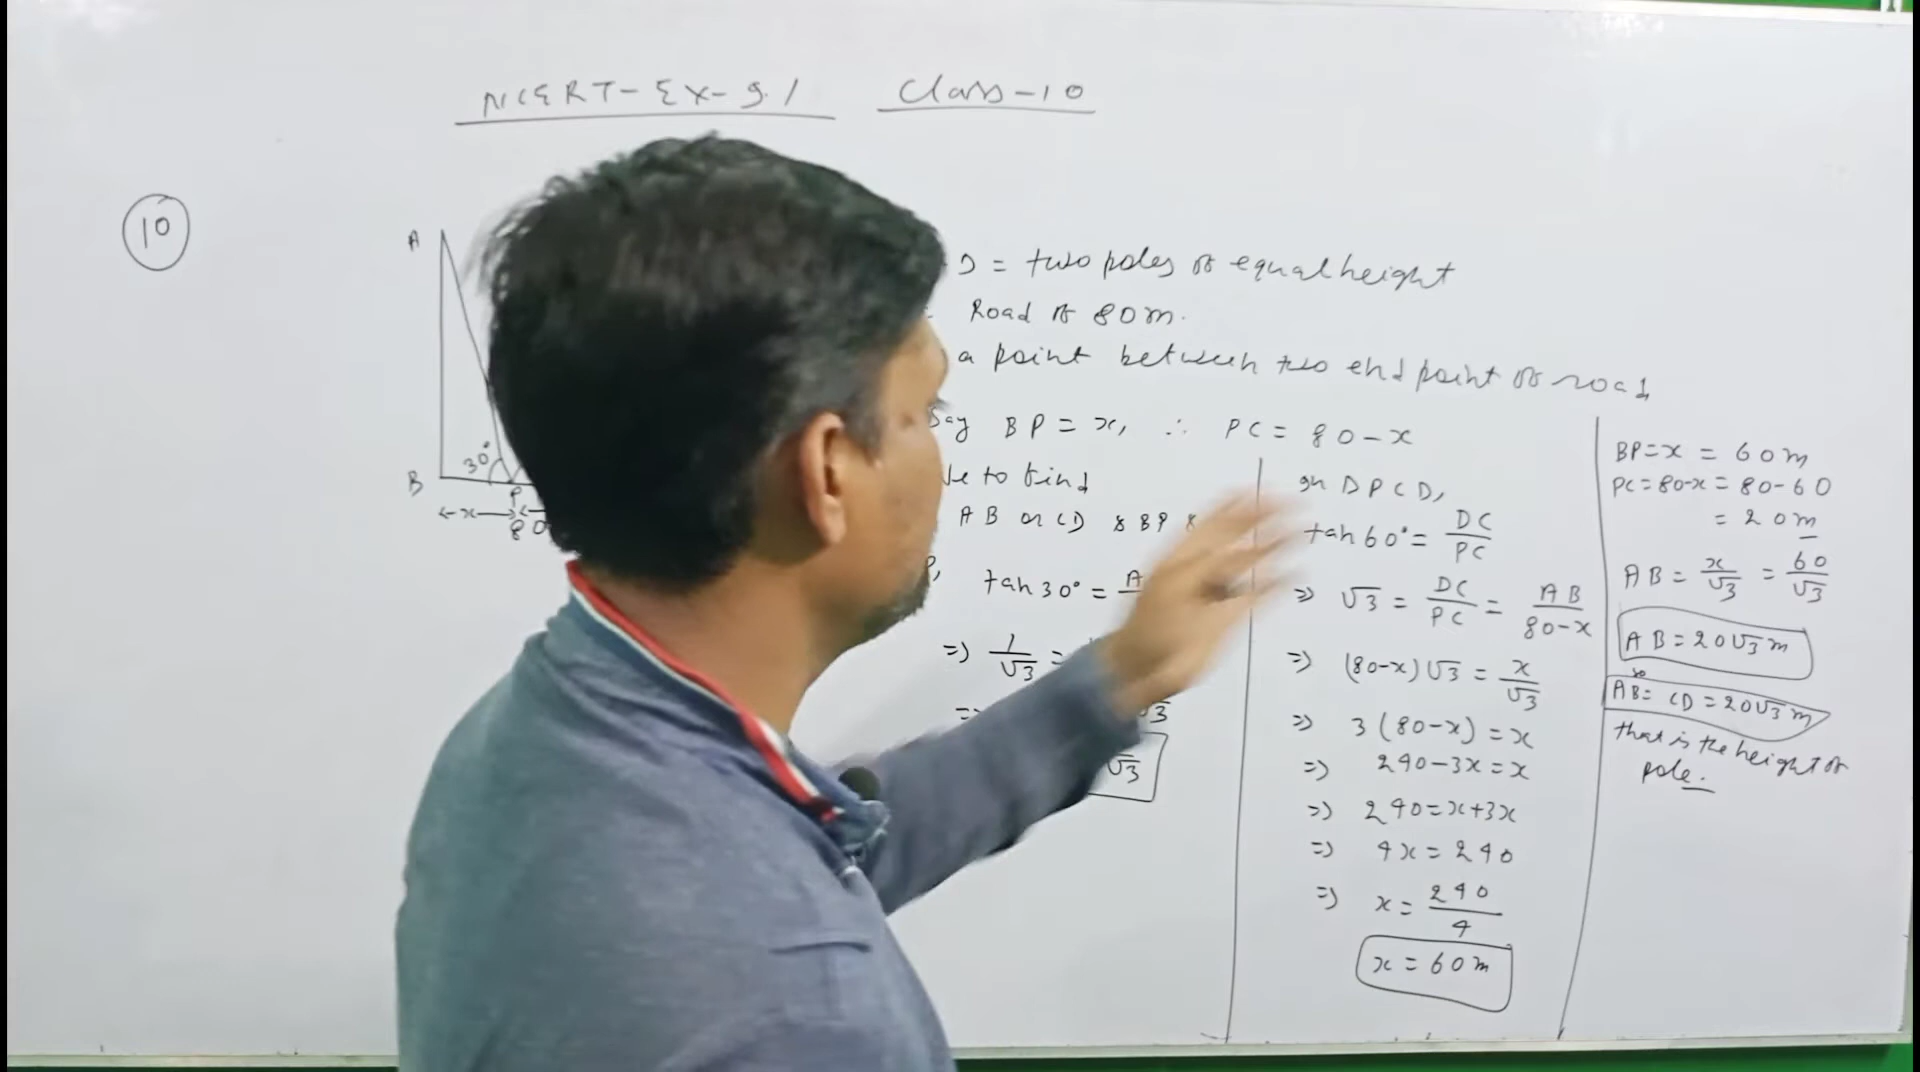 NCERT-Ex-9.1 Class-10
10
A
B
30°
P
x
80
D = two poles of equal height
Road of 80m.
a point between two end point of road
Say BP = x, ∴ PC = 80-x
to find
AB or CD & BP &
tan 30° = A
=> 1/√3 =
√3
√3
In Δ PCD,
tan 60° = DC/PC
=> √3 = DC/PC = AB/80-x
=> (80-x)√3 = x/√3
=> 3(80-x) = x
=> 240-3x = x
=> 240 = x+3x
=> 4x = 240
=> x = 240/4
x = 60m
BP = x = 60m
PC = 80-x = 80-60
= 20m
AB = x/√3 = 60/√3
AB = 20√3 m
so
AB = CD = 20√3 m
that is the height of
pole.